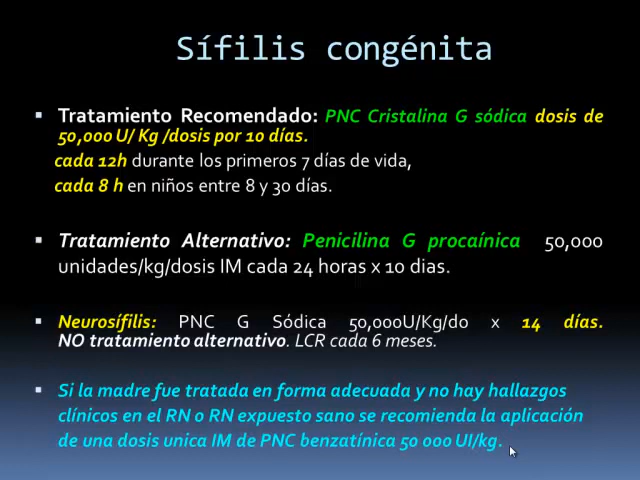 Sífilis congénita
▪ Tratamiento Recomendado: PNC Cristalina G sódica dosis de
50,000 U/ Kg /dosis por 10 días.
cada 12h durante los primeros 7 días de vida,
cada 8 h en niños entre 8 y 30 días.
▪ Tratamiento Alternativo: Penicilina G procaínica 50,000
unidades/kg/dosis IM cada 24 horas x 10 dias.
▪ Neurosífilis: PNC G Sódica 50,000U/Kg/do x 14 días.
NO tratamiento alternativo. LCR cada 6 meses.
▪ Si la madre fue tratada en forma adecuada y no hay hallazgos
clínicos en el RN o RN expuesto sano se recomienda la aplicación
de una dosis unica IM de PNC benzatínica 50 000 UI/kg.